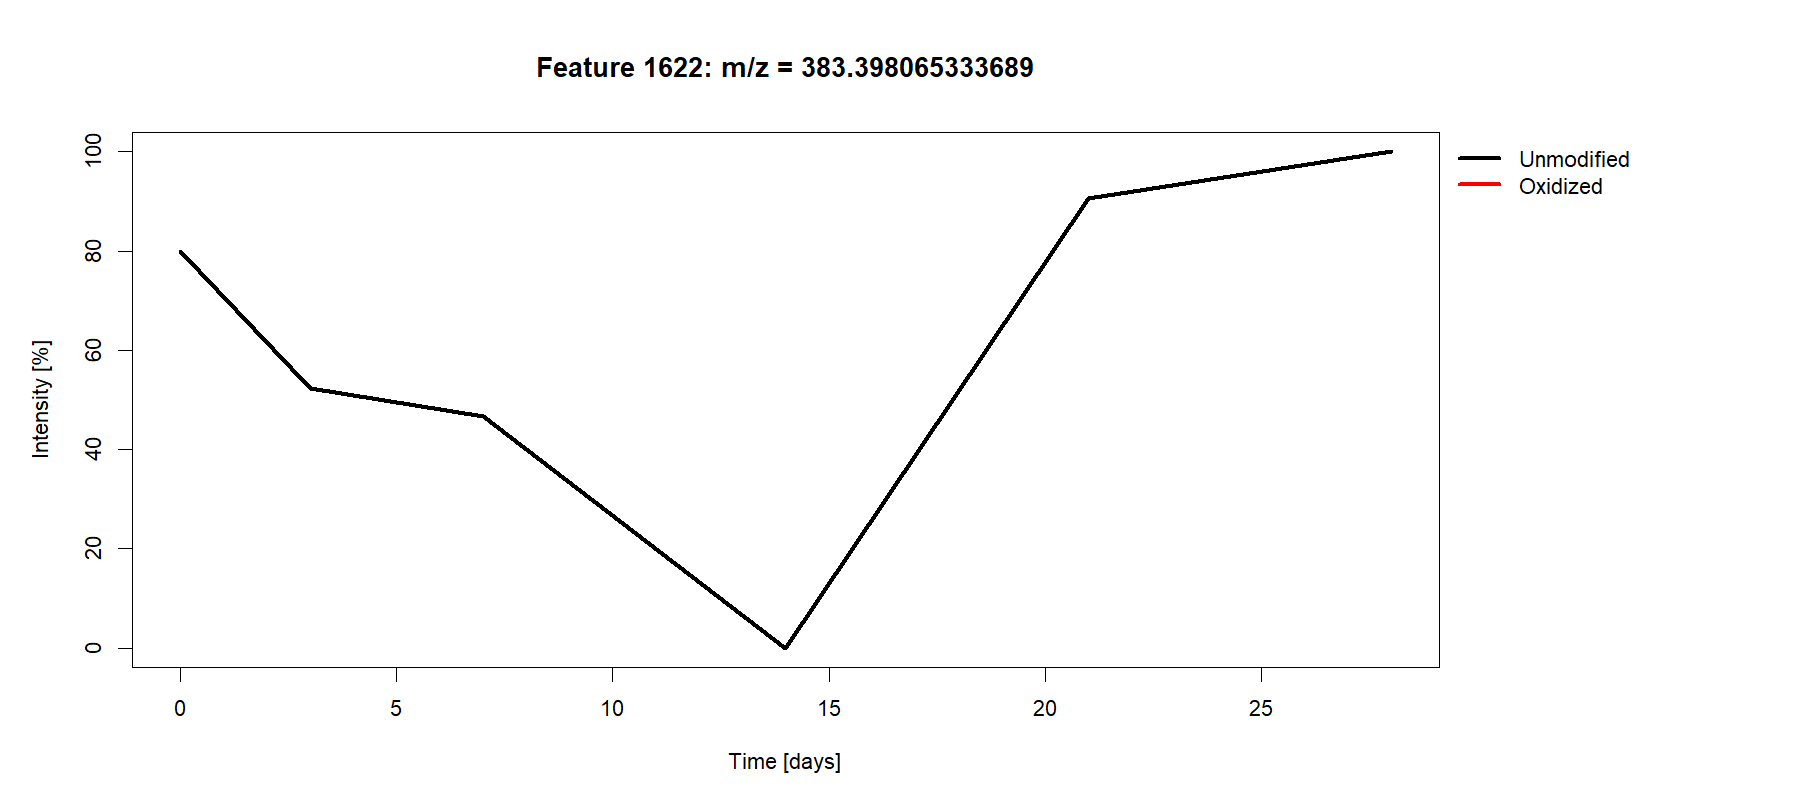 Feature 1622: m/z = 383.398065333689
Unmodified
Oxidized
Intensity [%]
100
80
60
40
20
0
0 5 10 15 20 25
Time [days]